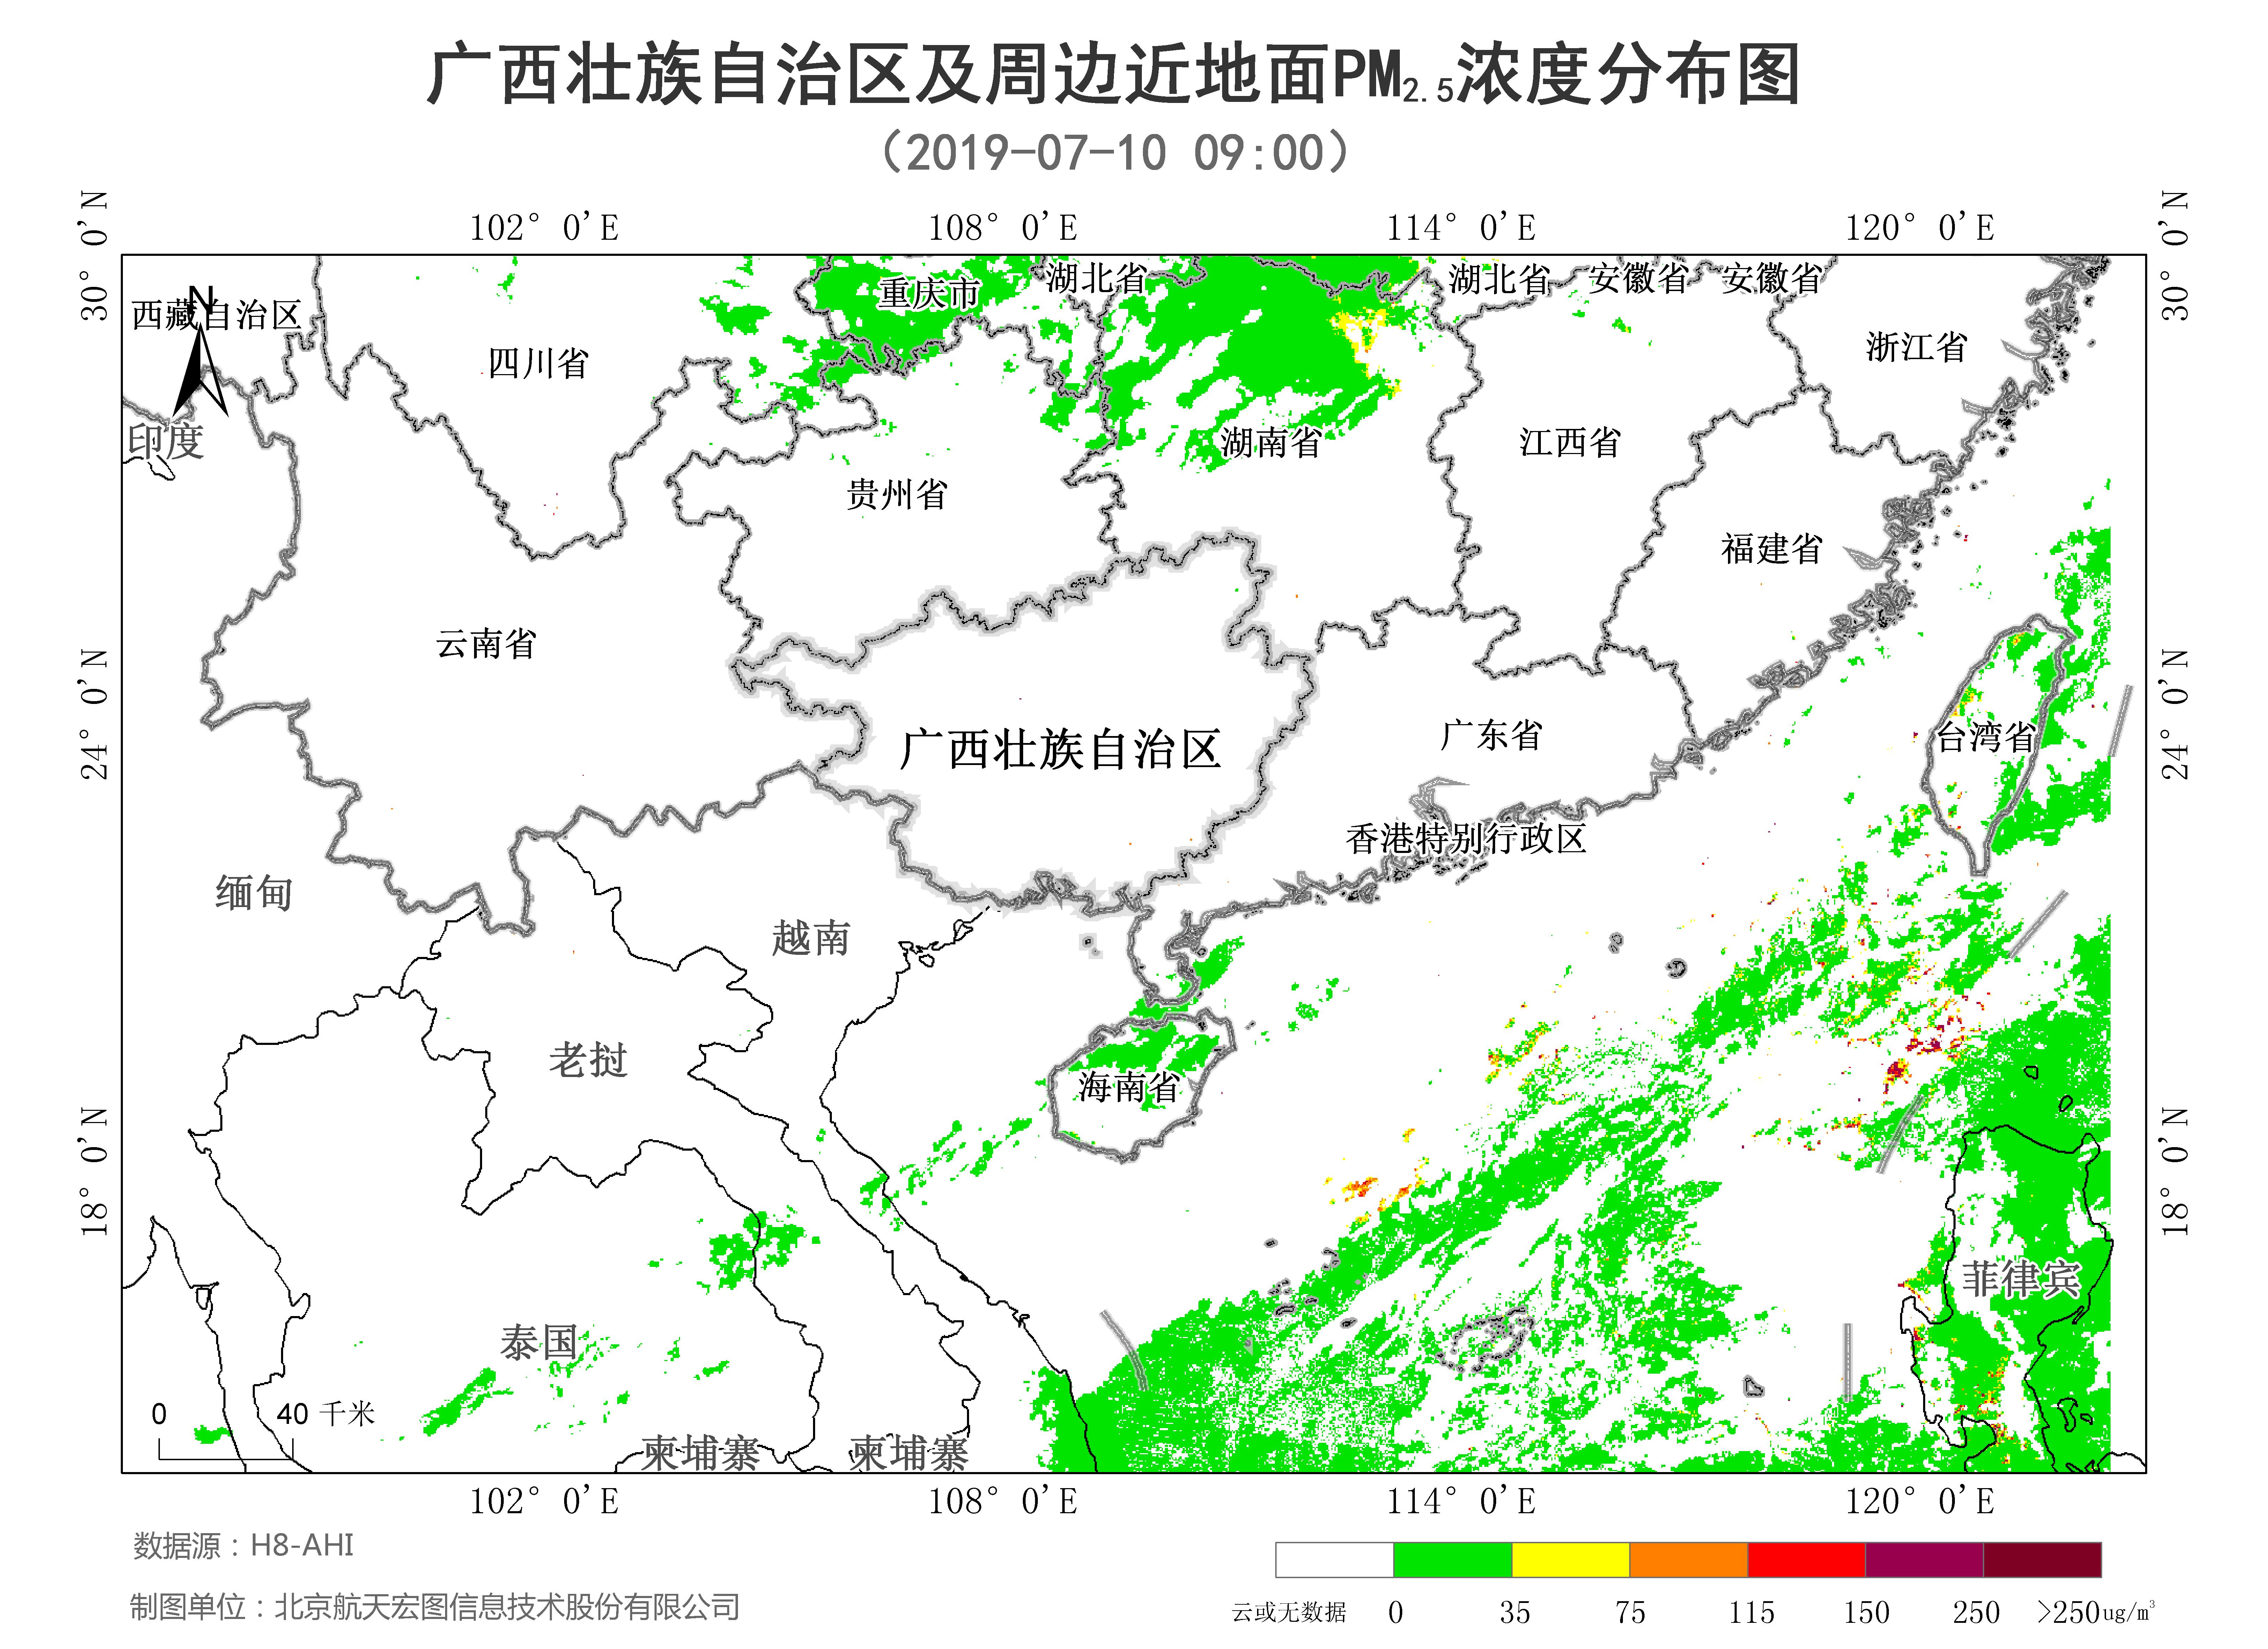 广西壮族自治区及周边近地面PM2.5浓度分布图
（2019-07-10 09:00）
102° 0'E 108° 0'E 114° 0'E 120° 0'E
30° 0'N
30° 0'N
N
西藏自治区
重庆市
湖北省
湖北省
安徽省
安徽省
四川省
浙江省
印度
湖南省
江西省
贵州省
福建省
云南省
24° 0'N
24° 0'N
广西壮族自治区
广东省
台湾省
香港特别行政区
缅甸
越南
老挝
海南省
18° 0'N
18° 0'N
菲律宾
泰国
0 40 千米
柬埔寨
柬埔寨
102° 0'E 108° 0'E 114° 0'E 120° 0'E
数据源：H8-AHI
制图单位：北京航天宏图信息技术股份有限公司
云或无数据 0 35 75 115 150 250 >250ug/m³